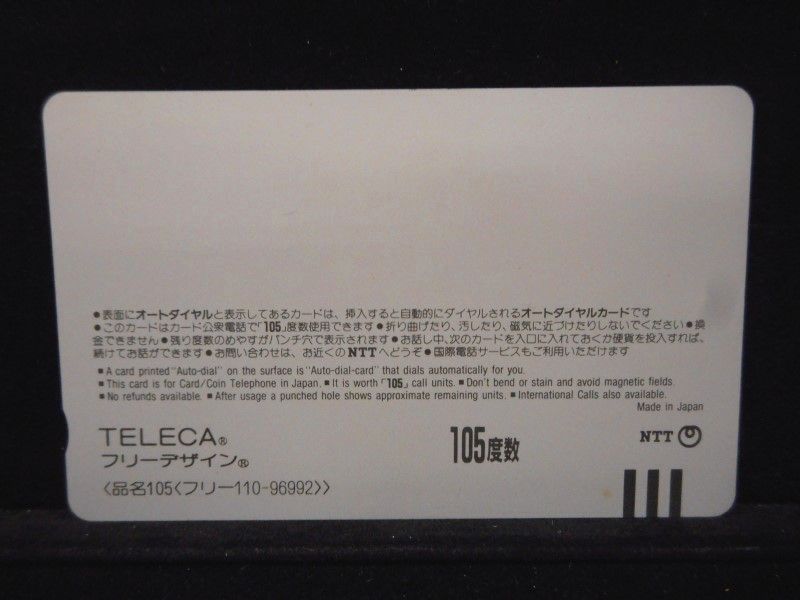 ●表面にオートダイヤルと表示してあるカードは、挿入すると自動的にダイヤルされるオートダイヤルカードです
●このカードはカード公衆電話で「105」度数使用できます●折り曲げたり、汚したり、磁気に近づけたりしないでください●換
金できません●残り度数のめやすがパンチ穴で表示されます●お話し中、次のカードを入口に入れておくか硬貨を投入すれば、
続けてお話ができます●お問い合わせは、お近くのNTTへどうぞ●国際電話サービスもご利用いただけます
■A card printed "Auto-dial" on the surface is "Auto-dial-card" that dials automatically for you.
■This card is for Card/Coin Telephone in Japan. ■It is worth「105」call units. ■Don't bend or stain and avoid magnetic fields.
■No refunds available. ■After usage a punched hole shows approximate remaining units. ■International Calls also available.
Made in Japan
TELECA® 105度数 NTT
フリーデザイン®
〈品名105〈フリー110-96992〉〉